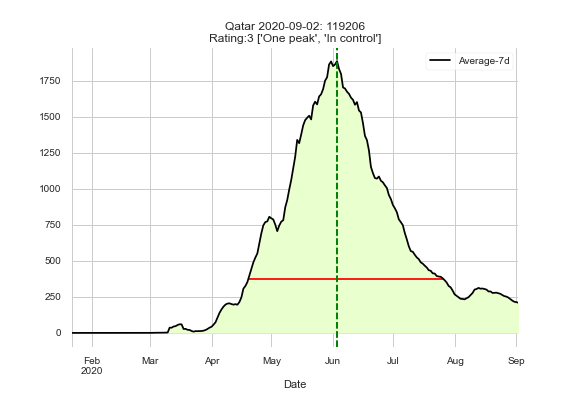 Qatar 2020-09-02: 119206
Rating:3 ['One peak', 'In control']
Average-7d
1750
1500
1250
1000
750
500
250
0
Feb Mar Apr May Jun Jul Aug Sep
2020
Date